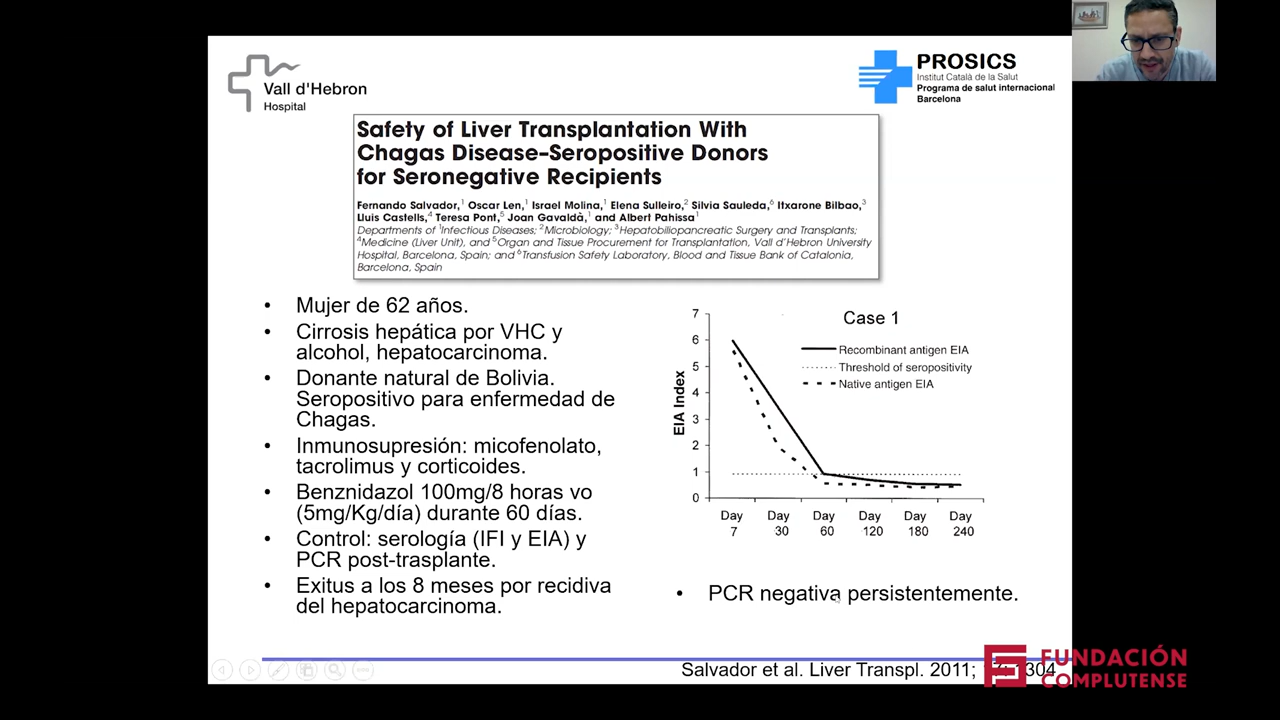 Vall d'Hebron
Hospital
PROSICS
Institut Català de la Salut
Programa de salut internacional
Barcelona
Safety of Liver Transplantation With
Chagas Disease–Seropositive Donors
for Seronegative Recipients
Fernando Salvador,1 Oscar Len,1 Israel Molina,1 Elena Sulleiro,2 Silvia Sauleda,6 Itxarone Bilbao,3
Lluis Castells,4 Teresa Pont,5 Joan Gavaldà,1 and Albert Pahissa1
Departments of 1Infectious Diseases; 2Microbiology; 3Hepatobiliopancreatic Surgery and Transplants;
4Medicine (Liver Unit), and 5Organ and Tissue Procurement for Transplantation, Vall d'Hebron University
Hospital, Barcelona, Spain; and 6Transfusion Safety Laboratory, Blood and Tissue Bank of Catalonia,
Barcelona, Spain
• Mujer de 62 años.
• Cirrosis hepática por VHC y
alcohol, hepatocarcinoma.
• Donante natural de Bolivia.
Seropositivo para enfermedad de
Chagas.
• Inmunosupresión: micofenolato,
tacrolimus y corticoides.
• Benznidazol 100mg/8 horas vo
(5mg/Kg/día) durante 60 días.
• Control: serología (IFI y EIA) y
PCR post-trasplante.
• Exitus a los 8 meses por recidiva
del hepatocarcinoma.
Case 1
Recombinant antigen EIA
Threshold of seropositivity
Native antigen EIA
EIA Index
7
6
5
4
3
2
1
0
Day Day Day Day Day Day
7 30 60 120 180 240
• PCR negativa persistentemente.
Salvador et al. Liver Transpl. 2011; 304
FUNDACIÓN
COMPLUTENSE